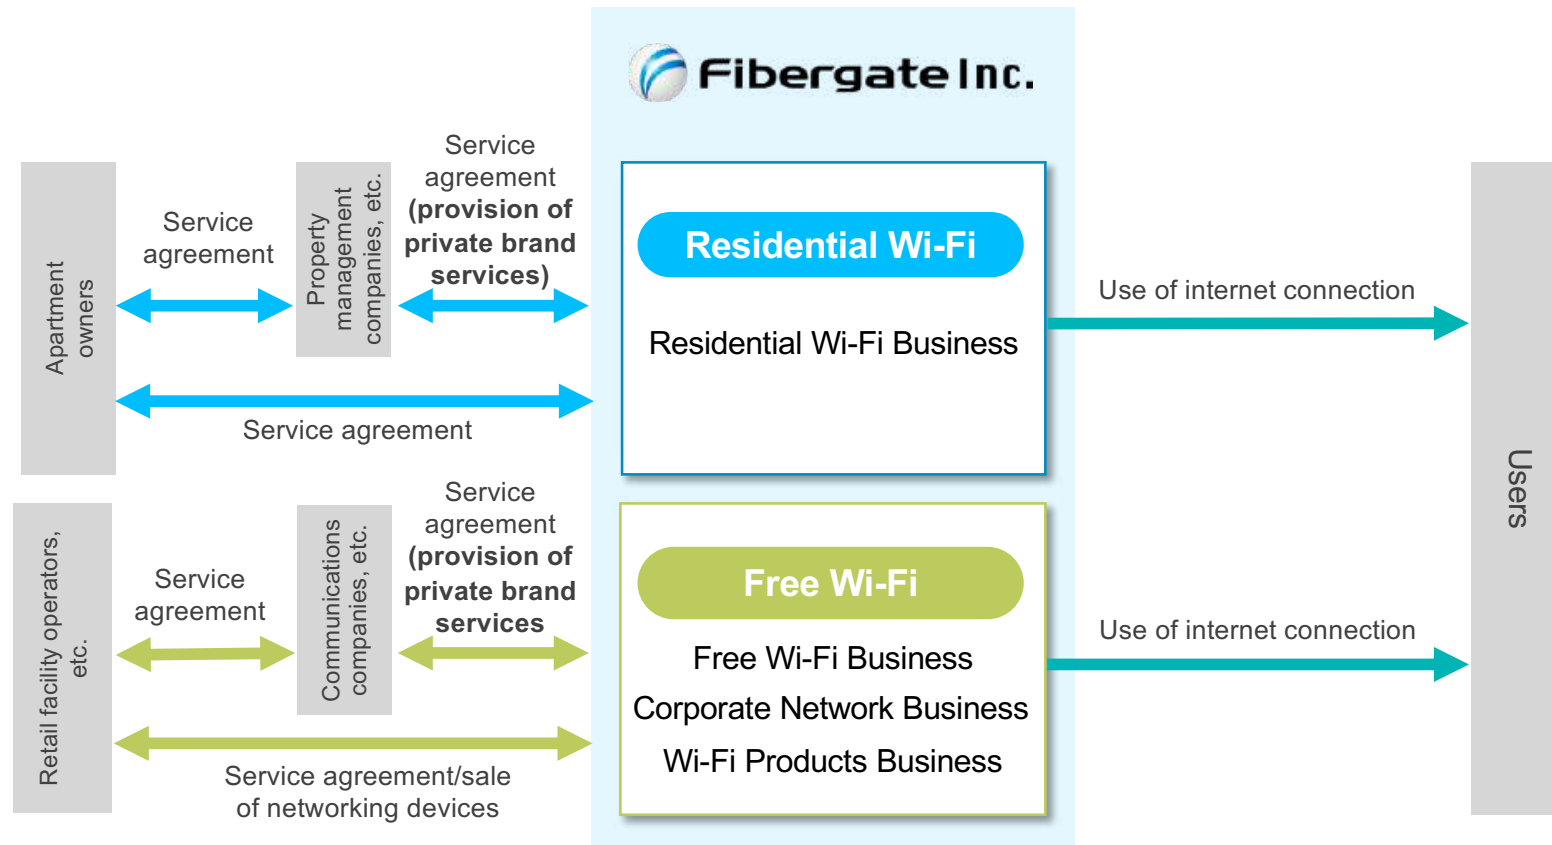 Fibergate Inc.
Apartment
owners
Service
agreement
Property
management
companies, etc.
Service
agreement
(provision of
private brand
services)
Service agreement
Residential Wi-Fi
Residential Wi-Fi Business
Use of internet connection
Users
Retail facility operators,
etc.
Service
agreement
Communications
companies, etc.
Service
agreement
(provision of
private brand
services
Service agreement/sale
of networking devices
Free Wi-Fi
Free Wi-Fi Business
Corporate Network Business
Wi-Fi Products Business
Use of internet connection